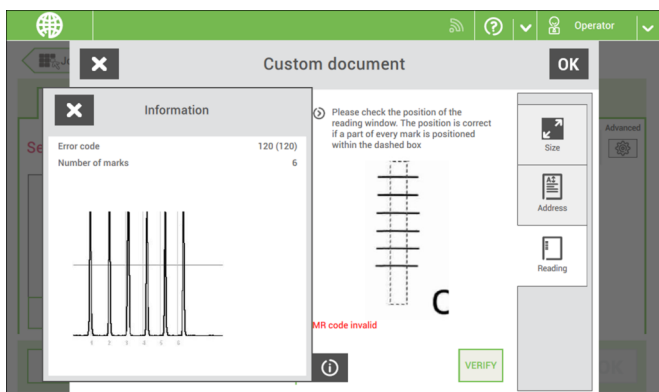 Operator
Custom document
OK
Information
Error code 120 (120)
Number of marks 6
1 2 3 4 5 6
Please check the position of the
reading window. The position is correct
if a part of every mark is positioned
within the dashed box
C
MR code invalid
VERIFY
Size
Address
Reading
Advanced
Se
OK